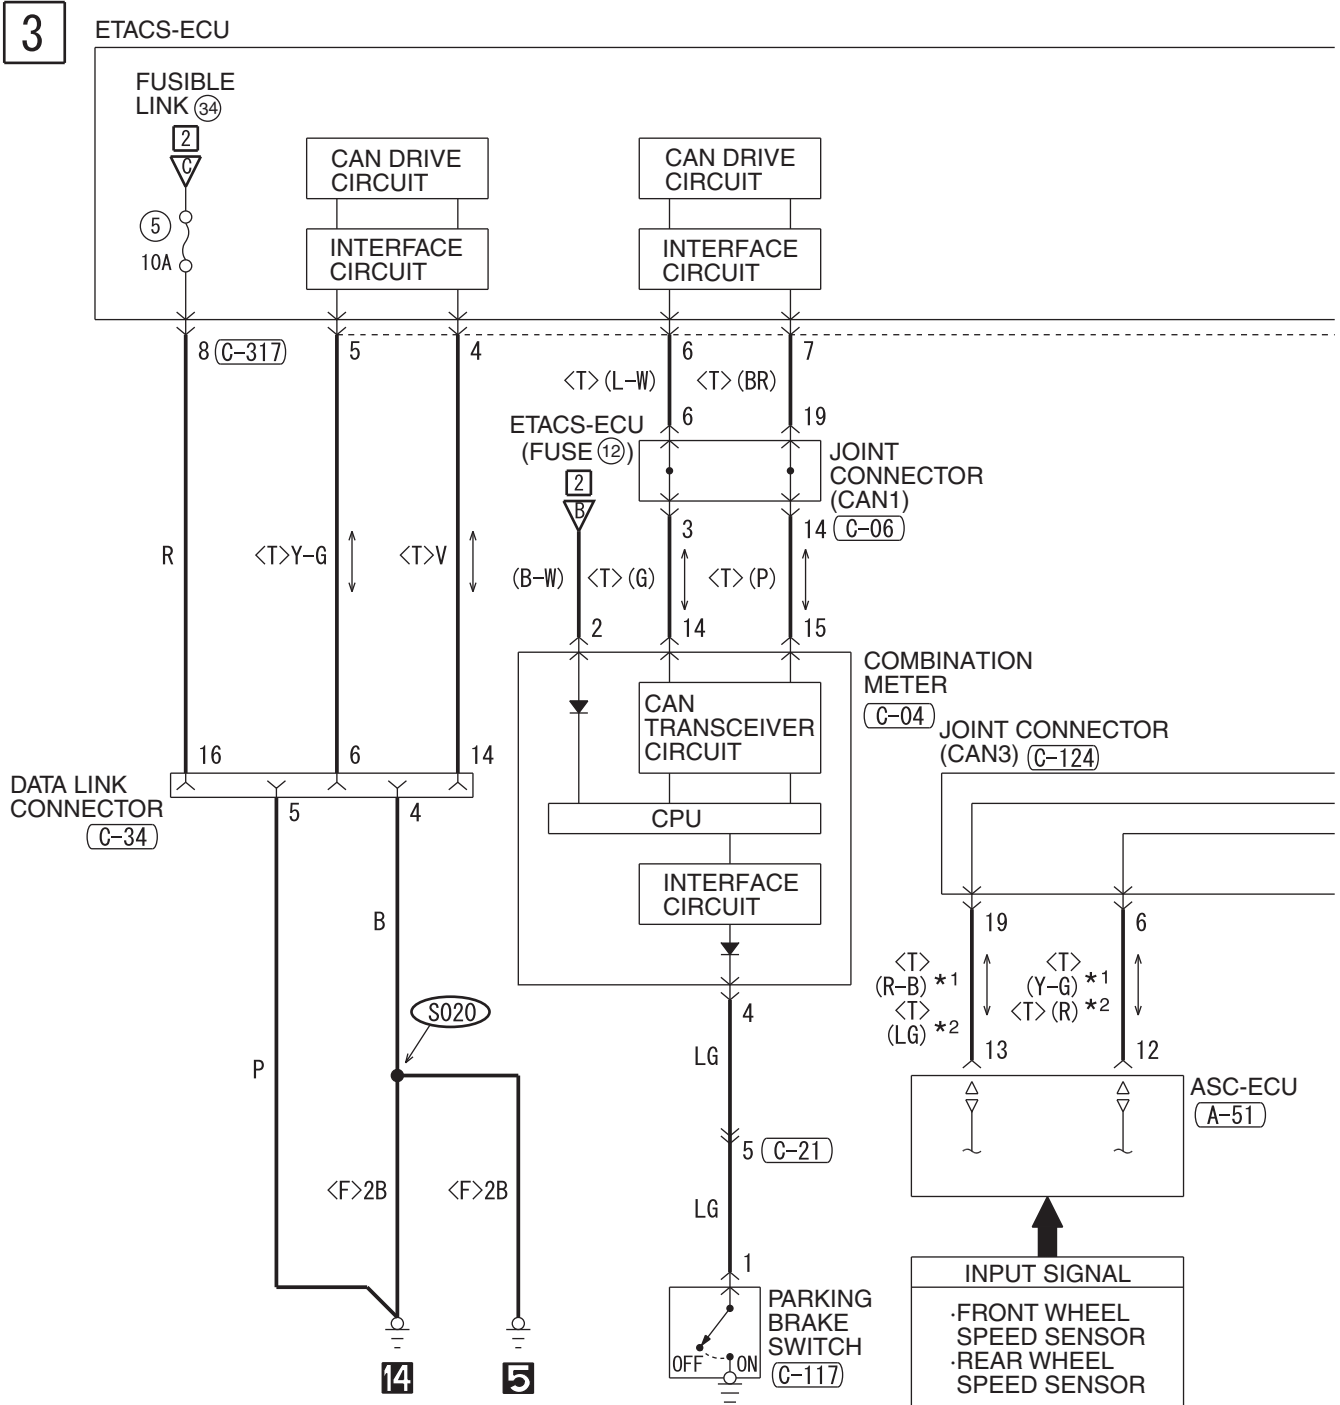 3
ETACS-ECU
FUSIBLE
LINK 34
2
C
5
10A
CAN DRIVE
CIRCUIT
INTERFACE
CIRCUIT
CAN DRIVE
CIRCUIT
INTERFACE
CIRCUIT
8 C-317
5
4
6
7
<T>(L-W)
<T>(BR)
6
19
ETACS-ECU
(FUSE 12)
2
B
JOINT
CONNECTOR
(CAN1)
C-06
3
14
R
<T>Y-G
<T>V
(B-W)
<T>(G)
<T>(P)
2
14
15
COMBINATION
METER
C-04
CAN
TRANSCEIVER
CIRCUIT
CPU
INTERFACE
CIRCUIT
16
6
14
DATA LINK
CONNECTOR
C-34
5
4
JOINT CONNECTOR
(CAN3) C-124
19
6
<T>
(R-B) *1
<T>
(LG) *2
<T>
(Y-G) *1
<T>(R) *2
13
12
ASC-ECU
A-51
B
S020
P
<F>2B
<F>2B
14
5
4
LG
5 C-21
LG
1
PARKING
BRAKE
SWITCH
C-117
OFF
ON
INPUT SIGNAL
·FRONT WHEEL
SPEED SENSOR
·REAR WHEEL
SPEED SENSOR